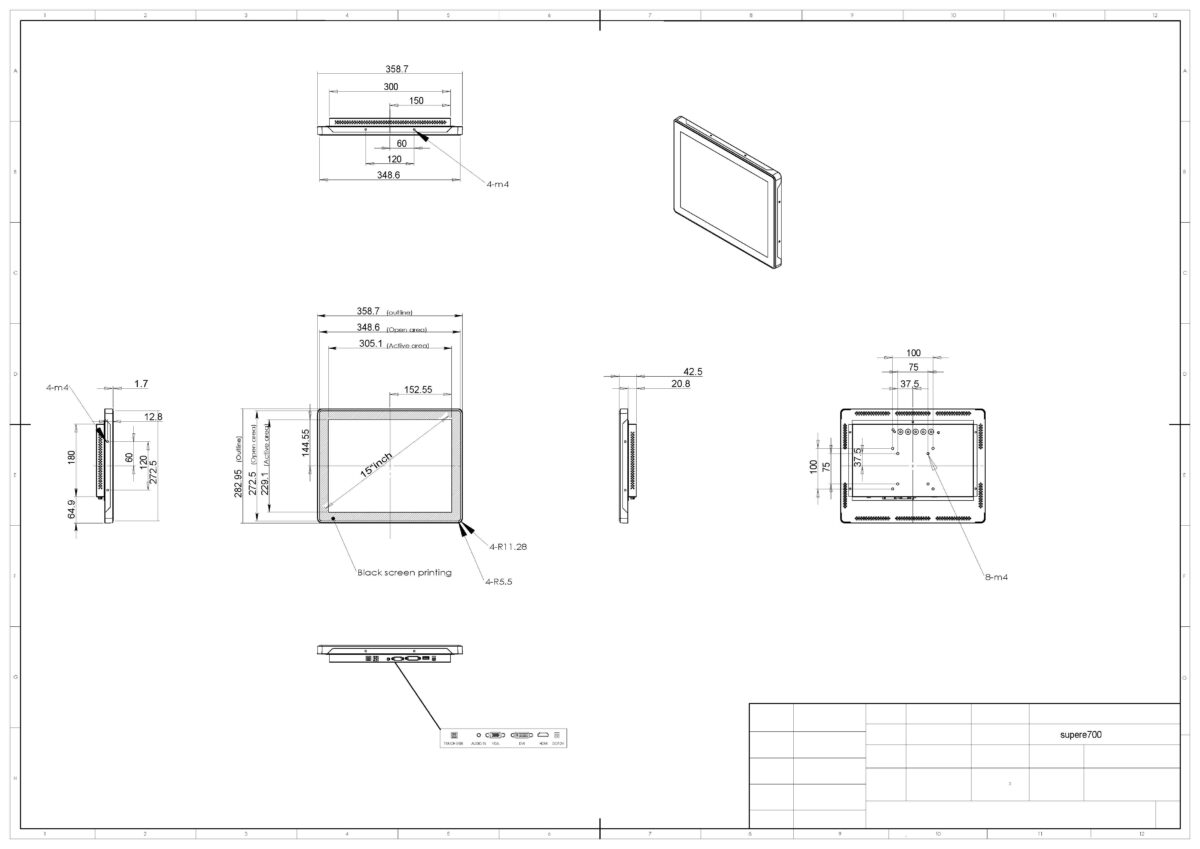 1 2 3 4 5 6 7 8 9 10 11 12
A
B
C
D
E
F
G
H
358.7
300
150
60
120
348.6
4-m4
358.7 (outline)
348.6 (Open area)
305.1 (Active area)
152.55
144.55
282.95 (Outline)
272.5 (Open area)
229.1 (Active area)
15"inch
4-R11.28
4-R5.5
Black screen printing
4-m4
1.7
12.8
180
64.9
60
120
272.5
42.5
20.8
100
75
37.5
100
75
37.5
8-m4
TOUCH USB AUDIO IN VGA DVI HDMI DC12V
supere700
1 2 3 4 5 6 7 8 9 10 11 12